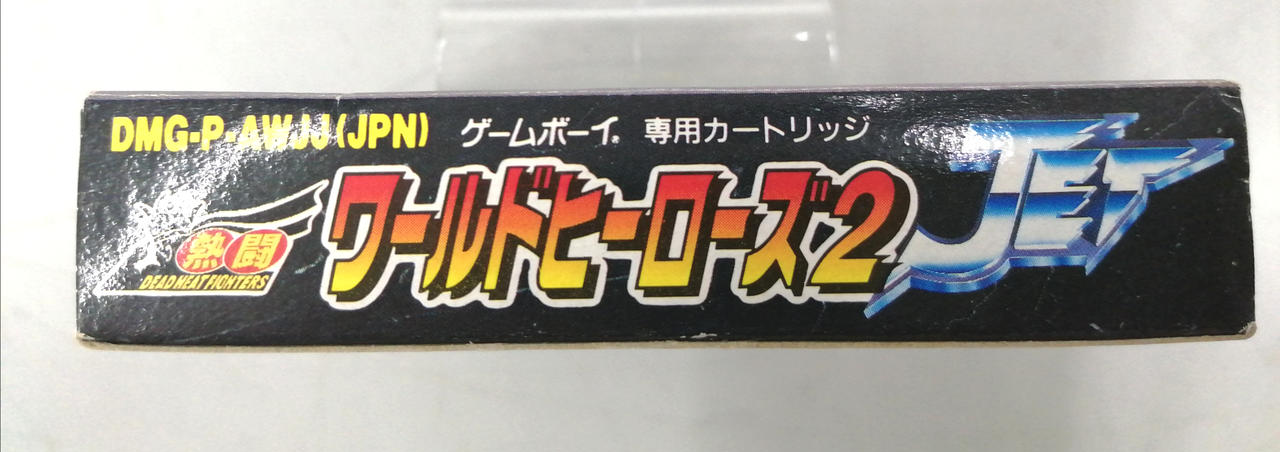 DMG-P-AWJJ(JPN) ゲームボーイ® 専用カートリッジ
熱闘
DEAD HEAT FIGHTERS
ワールドヒーローズ2 JET